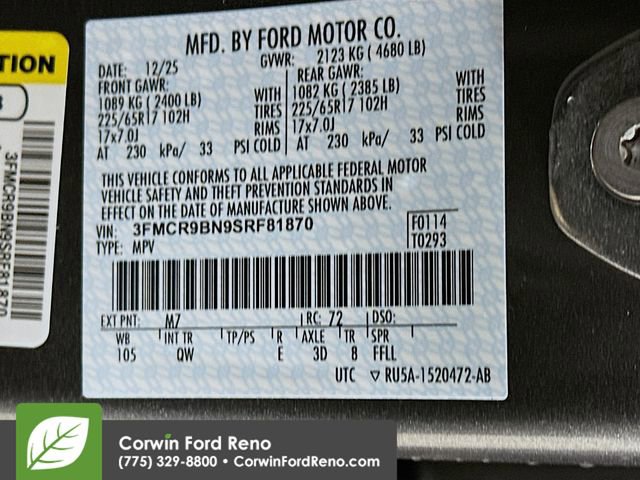 MFD. BY FORD MOTOR CO.
DATE: 12/25 GVWR: 2123 KG (4680 LB)
FRONT GAWR: REAR GAWR:
1089 KG (2400 LB) WITH 1082 KG (2385 LB) WITH
225/65R17 102H TIRES 225/65R17 102H TIRES
17x7.0J RIMS 17x7.0J RIMS
AT 230 kPa/ 33 PSI COLD AT 230 kPa/ 33 PSI COLD
THIS VEHICLE CONFORMS TO ALL APPLICABLE FEDERAL MOTOR
VEHICLE SAFETY AND THEFT PREVENTION STANDARDS IN
EFFECT ON THE DATE OF MANUFACTURE SHOWN ABOVE.
VIN: 3FMCR9BN9SRF81870 F0114
TYPE: MPV T0293
EXT PNT: M7 RC: 72 DSO:
WB INT TR TP/PS R AXLE TR SPR
105 QW E 3D 8 FFLL
UTC ▽ RU5A-1520472-AB
3FMCR9BN9SRF81870
Corwin Ford Reno
(775) 329-8800 • CorwinFordReno.com